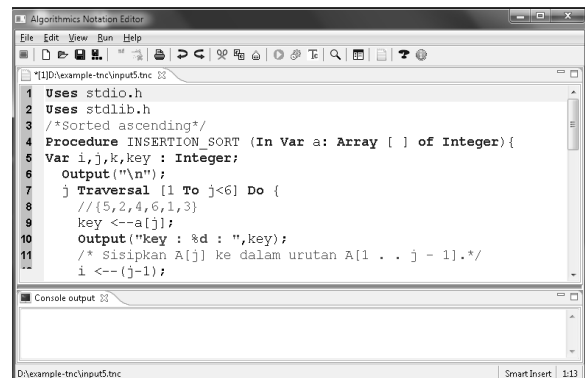 Algorithmics Notation Editor
File Edit View Run Help
*[1]D:\example-tnc\input5.tnc
1 Uses stdio.h
2 Uses stdlib.h
3 /*Sorted ascending*/
4 Procedure INSERTION_SORT (In Var a: Array [ ] of Integer){
5 Var i,j,k,key : Integer;
6 Output("\n");
7 j Traversal [1 To j<6] Do {
8 //{5,2,4,6,1,3}
9 key <--a[j];
10 Output("key : %d : ",key);
11 /* Sisipkan A[j] ke dalam urutan A[1 . . j - 1].*/
i <--(j-1);
Console output
D:\example-tnc\input5.tnc Smart Insert 1:13